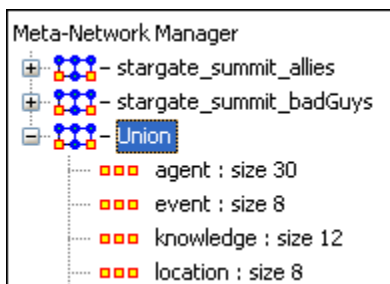 Meta-Network Manager
stargate_summit_allies
stargate_summit_badGuys
Union
agent : size 30
event : size 8
knowledge : size 12
location : size 8